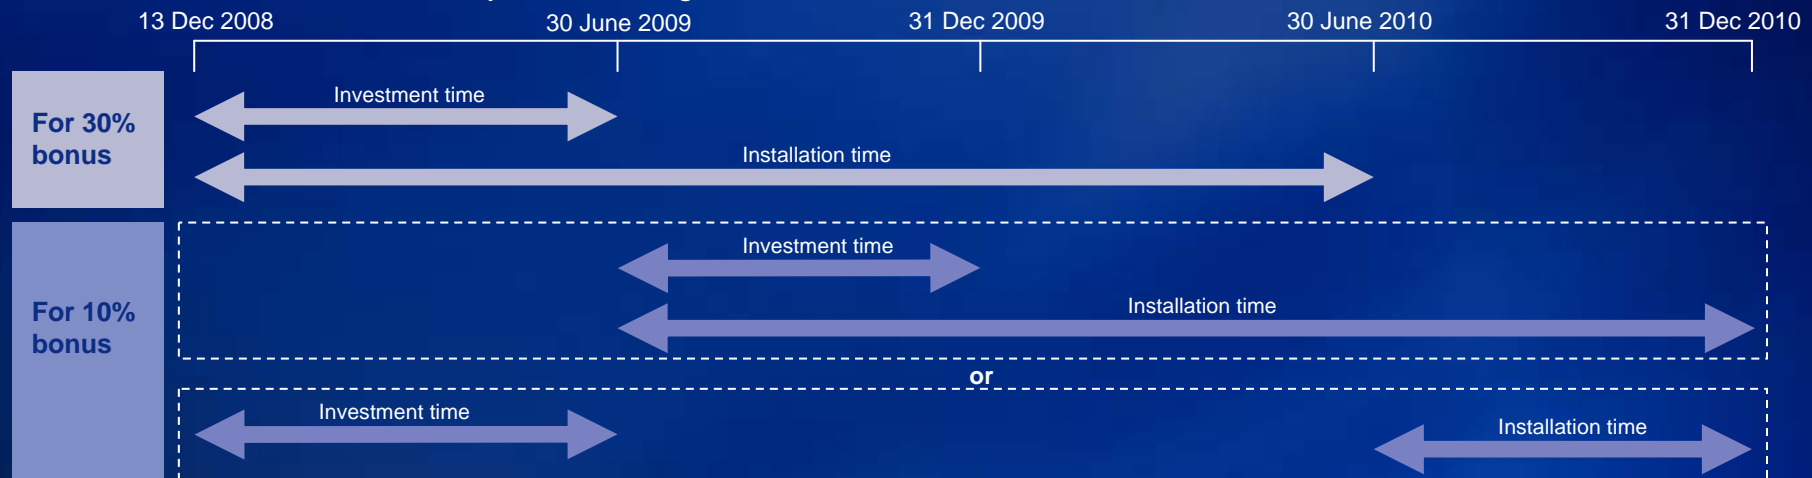 13 Dec 2008
30 June 2009
31 Dec 2009
30 June 2010
31 Dec 2010
For 30%
bonus
Investment time
Installation time
For 10%
bonus
Investment time
Installation time
or
Investment time
Installation time